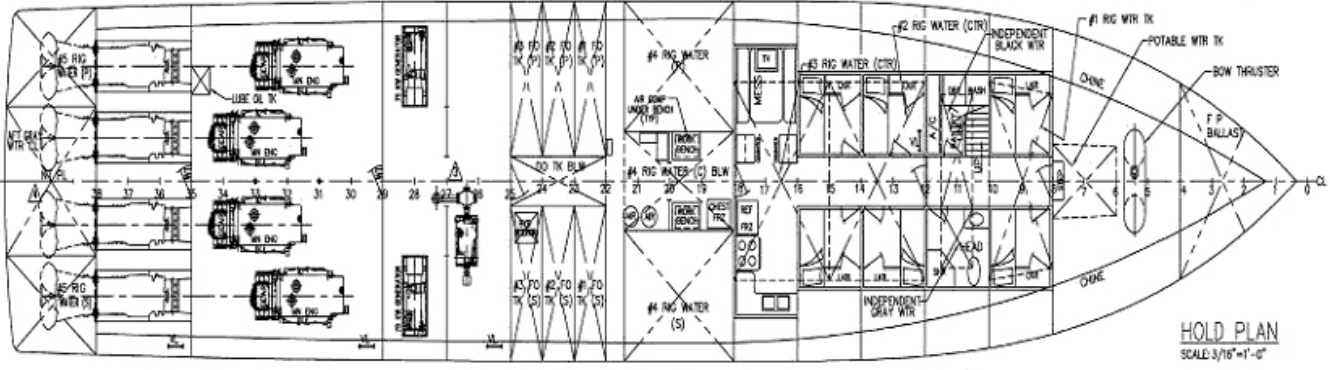 #2 RIG WATER (CTR)
#1 RIG WTR TK
INDEPENDENT
BLACK WTR
POTABLE WTR TK
BOW THRUSTER
#3 RIG WATER (CTR)
#5 RIG
WATER (P)
MN ENG
LUBE OIL TK
#3 FO
TK (P)
#2 FO
TK (P)
#1 FO
TK (P)
#4 RIG WATER
(P)
TV
MESS
AIR COMP
UNDER BENCH
(TYP)
WORK
BENCH
A/C
UP
CHINE
F P
BALLAST
AFT GRAY
WTR CL
MN ENG
DO TK BLW
#4 RIG WATER (C) BLW
38 37 36 35 34 33 32 31 30 29 28 27 26 25 24 23 22 21 20 19 18 17 16 15 14 13 12 11 10 9 8 7 6 5 4 3 2 1 0 CL
3
4
MN ENG
AIR
AIR
WORK
BENCH
CHEST
FRZ
REF
FRZ
HEAD
#5 RIG
WATER (S)
MN ENG
#3 FO
TK (S)
#2 FO
TK (S)
#1 FO
TK (S)
#4 RIG WATER
(S)
INDEPENDENT
GRAY WTR
CHINE
HOLD PLAN
SCALE: 3/16"=1'-0"